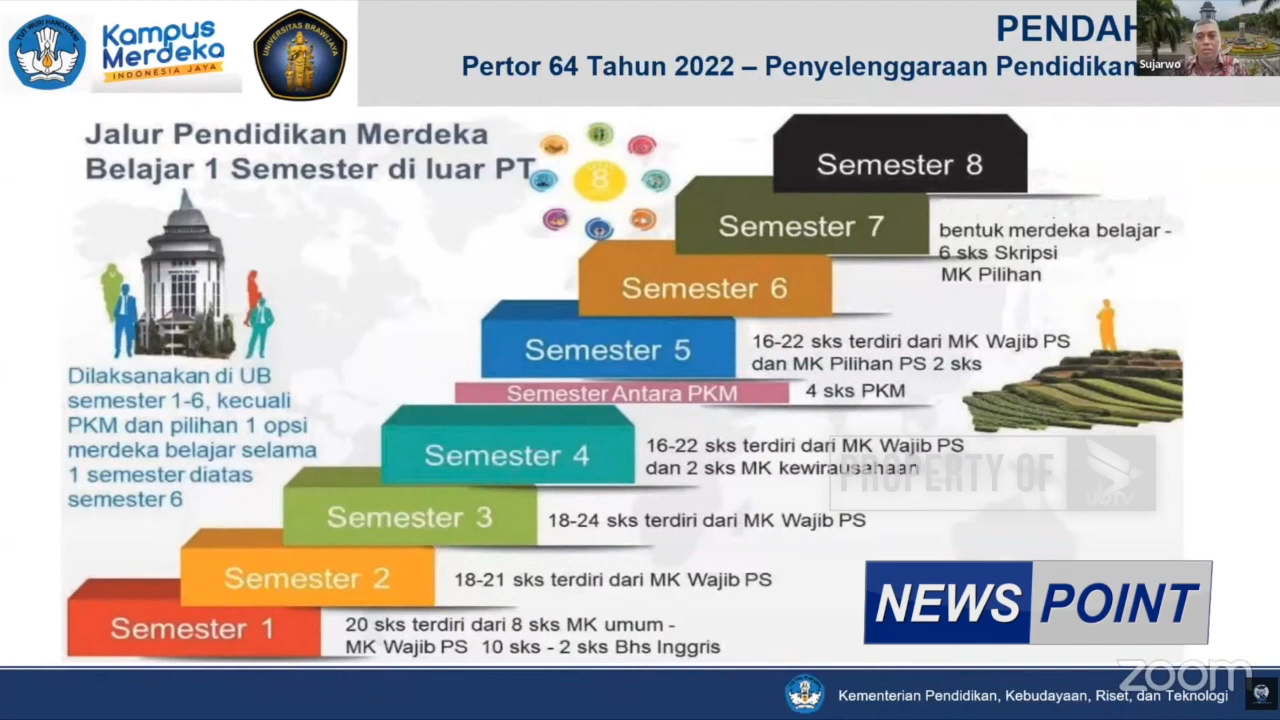 TUT WURI HANDAYANI
Kampus
Merdeka
INDONESIA JAYA
UNIVERSITAS BRAWIJAYA
PENDAH
Pertor 64 Tahun 2022 – Penyelenggaraan Pendidikan
Sujarwo
Jalur Pendidikan Merdeka
Belajar 1 Semester di luar PT
8
Semester 8
Semester 7
bentuk merdeka belajar -
6 sks Skripsi
MK Pilihan
Semester 6
Semester 5
16-22 sks terdiri dari MK Wajib PS
dan MK Pilihan PS 2 sks
Semester Antara PKM
4 sks PKM
Dilaksanakan di UB
semester 1-6, kecuali
PKM dan pilihan 1 opsi
merdeka belajar selama
1 semester diatas
semester 6
Semester 4
16-22 sks terdiri dari MK Wajib PS
dan 2 sks MK kewirausahaan
PROPERTY OF
UBTV
Semester 3
18-24 sks terdiri dari MK Wajib PS
Semester 2
18-21 sks terdiri dari MK Wajib PS
Semester 1
20 sks terdiri dari 8 sks MK umum -
MK Wajib PS 10 sks - 2 sks Bhs Inggris
NEWS POINT
zoom
Kementerian Pendidikan, Kebudayaan, Riset, dan Teknologi